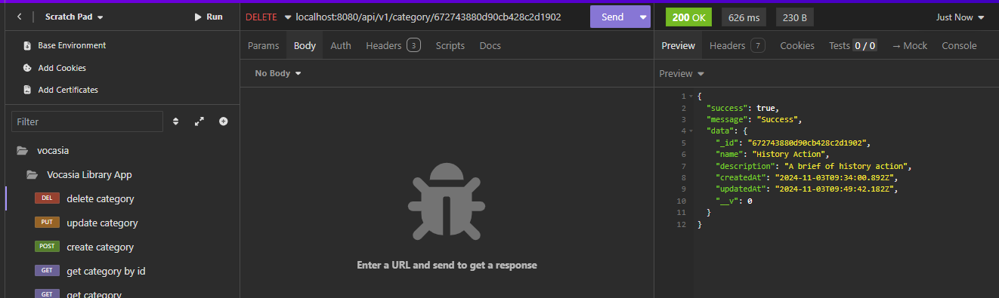 Scratch Pad
Run
Base Environment
Add Cookies
Add Certificates
Filter
vocasia
Vocasia Library App
DEL delete category
PUT update category
POST create category
GET get category by id
GET get category
DELETE localhost:8080/api/v1/category/672743880d90cb428c2d1902 Send
Params Body Auth Headers 3 Scripts Docs
No Body
Enter a URL and send to get a response
200 OK 626 ms 230 B Just Now
Preview Headers 7 Cookies Tests 0 / 0 → Mock Console
Preview
1 {
2 "success": true,
3 "message": "Success",
4 "data": {
5 "_id": "672743880d90cb428c2d1902",
6 "name": "History Action",
7 "description": "A brief of history action",
8 "createdAt": "2024-11-03T09:34:00.892Z",
9 "updatedAt": "2024-11-03T09:49:42.182Z",
10 "__v": 0
11 }
12 }